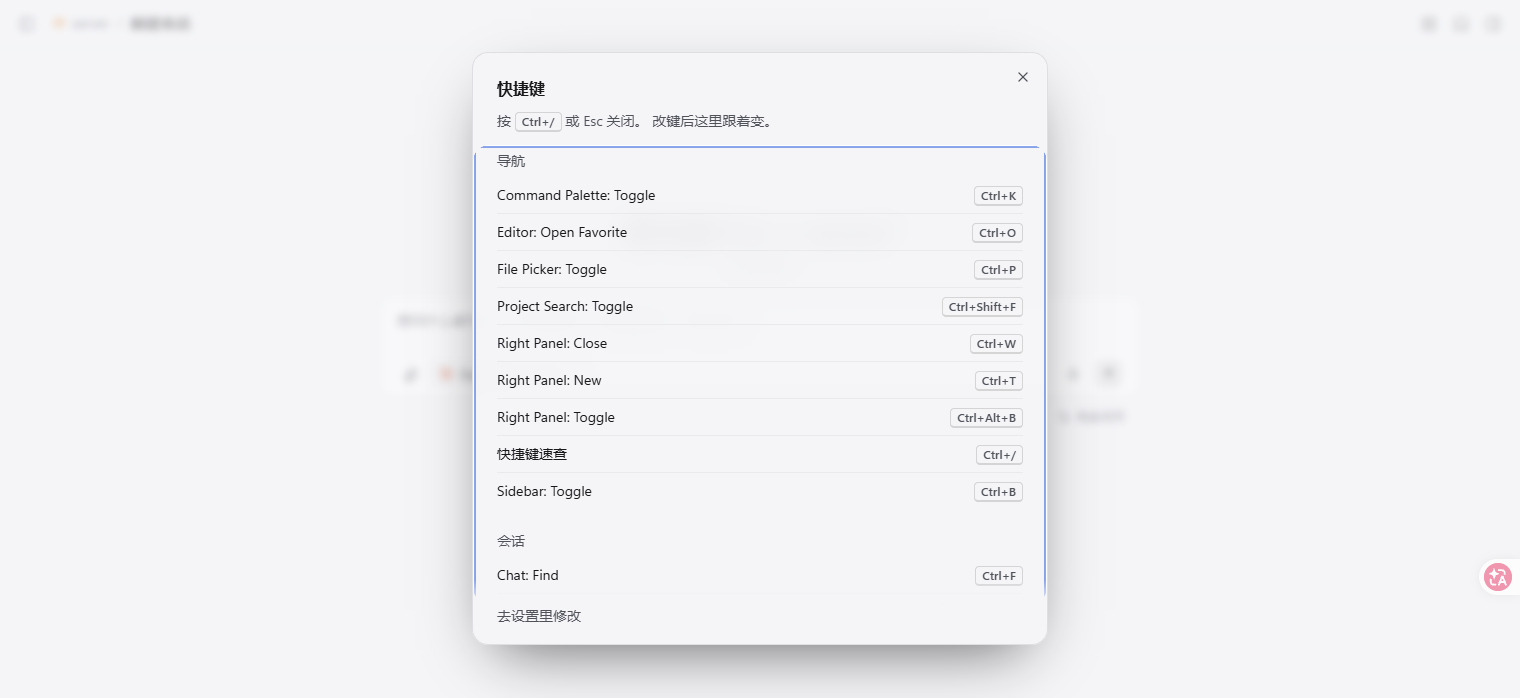 快捷键
按 Ctrl+/ 或 Esc 关闭。 改键后这里跟着变。
导航
Command Palette: Toggle Ctrl+K
Editor: Open Favorite Ctrl+O
File Picker: Toggle Ctrl+P
Project Search: Toggle Ctrl+Shift+F
Right Panel: Close Ctrl+W
Right Panel: New Ctrl+T
Right Panel: Toggle Ctrl+Alt+B
快捷键速查 Ctrl+/
Sidebar: Toggle Ctrl+B
会话
Chat: Find Ctrl+F
去设置里修改